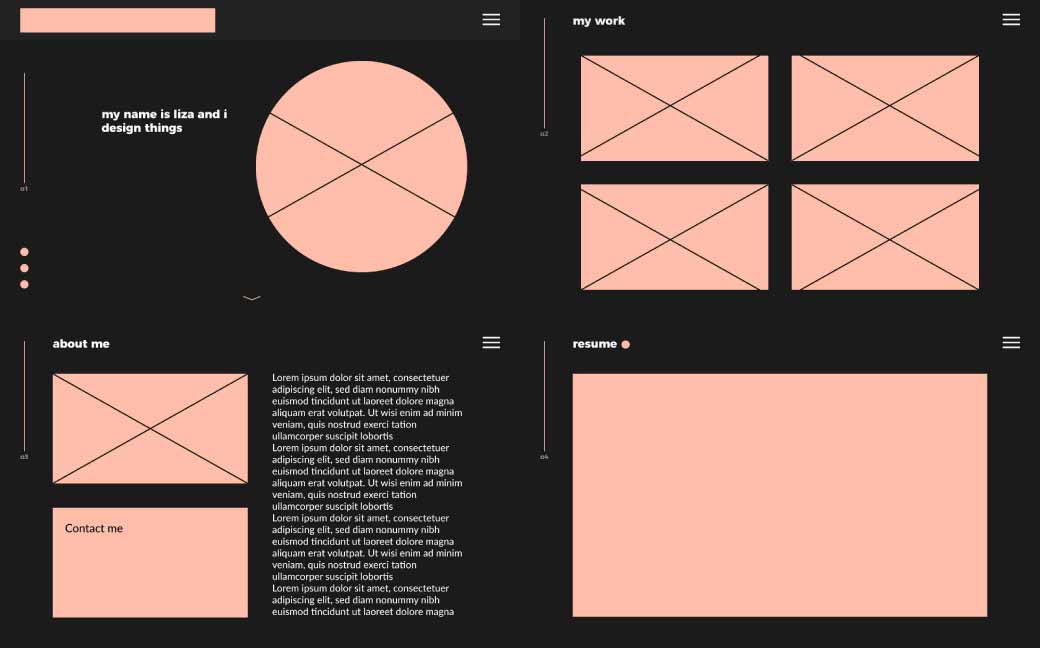 my name is liza and i
design things
01
my work
02
about me
Lorem ipsum dolor sit amet, consectetuer
adipiscing elit, sed diam nonummy nibh
euismod tincidunt ut laoreet dolore magna
aliquam erat volutpat. Ut wisi enim ad minim
veniam, quis nostrud exerci tation
ullamcorper suscipit lobortis
Lorem ipsum dolor sit amet, consectetuer
adipiscing elit, sed diam nonummy nibh
euismod tincidunt ut laoreet dolore magna
aliquam erat volutpat. Ut wisi enim ad minim
veniam, quis nostrud exerci tation
ullamcorper suscipit lobortis
Lorem ipsum dolor sit amet, consectetuer
adipiscing elit, sed diam nonummy nibh
euismod tincidunt ut laoreet dolore magna
aliquam erat volutpat. Ut wisi enim ad minim
veniam, quis nostrud exerci tation
ullamcorper suscipit lobortis
Lorem ipsum dolor sit amet, consectetuer
adipiscing elit, sed diam nonummy nibh
euismod tincidunt ut laoreet dolore magna
03
Contact me
resume
04